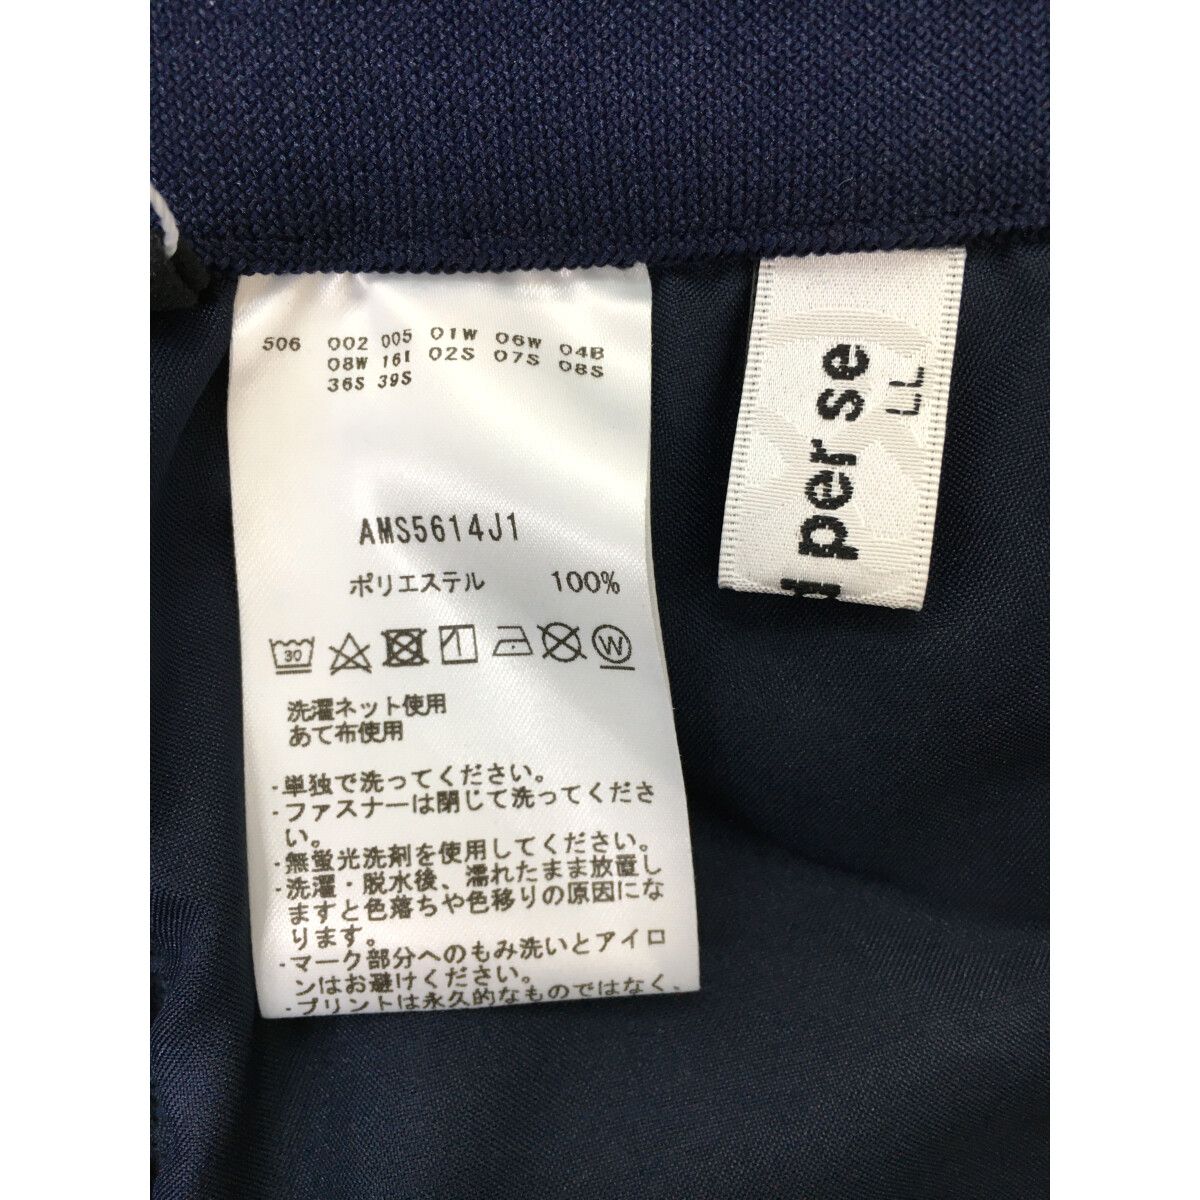 506 002 005 01W 06W 04B
08W 16I 02S 07S 08S
36S 39S
AMS5614J1
ポリエステル 100%
30
W
洗濯ネット使用
あて布使用
・単独で洗ってください。
・ファスナーは閉じて洗ってくださ
い。
・無蛍光洗剤を使用してください。
・洗濯・脱水後、濡れたまま放置し
ますと色落ちや色移りの原因にな
ります。
・マーク部分へのもみ洗いとアイロ
ンはお避けください。
・プリントは永久的なものではなく、
per se
LL